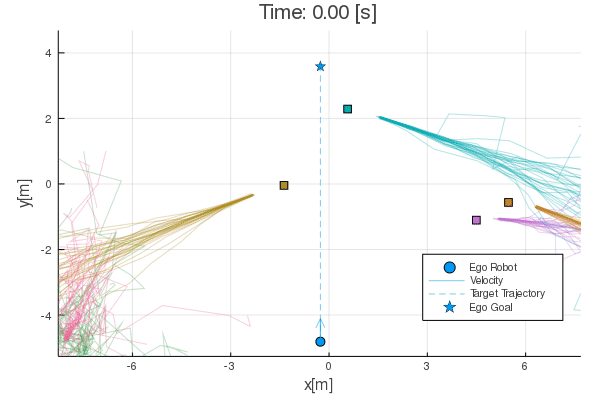 Time: 0.00 [s]
y[m]
4
2
0
-2
-4
Ego Robot
Velocity
Target Trajectory
Ego Goal
-6
-3
0
3
6
x[m]